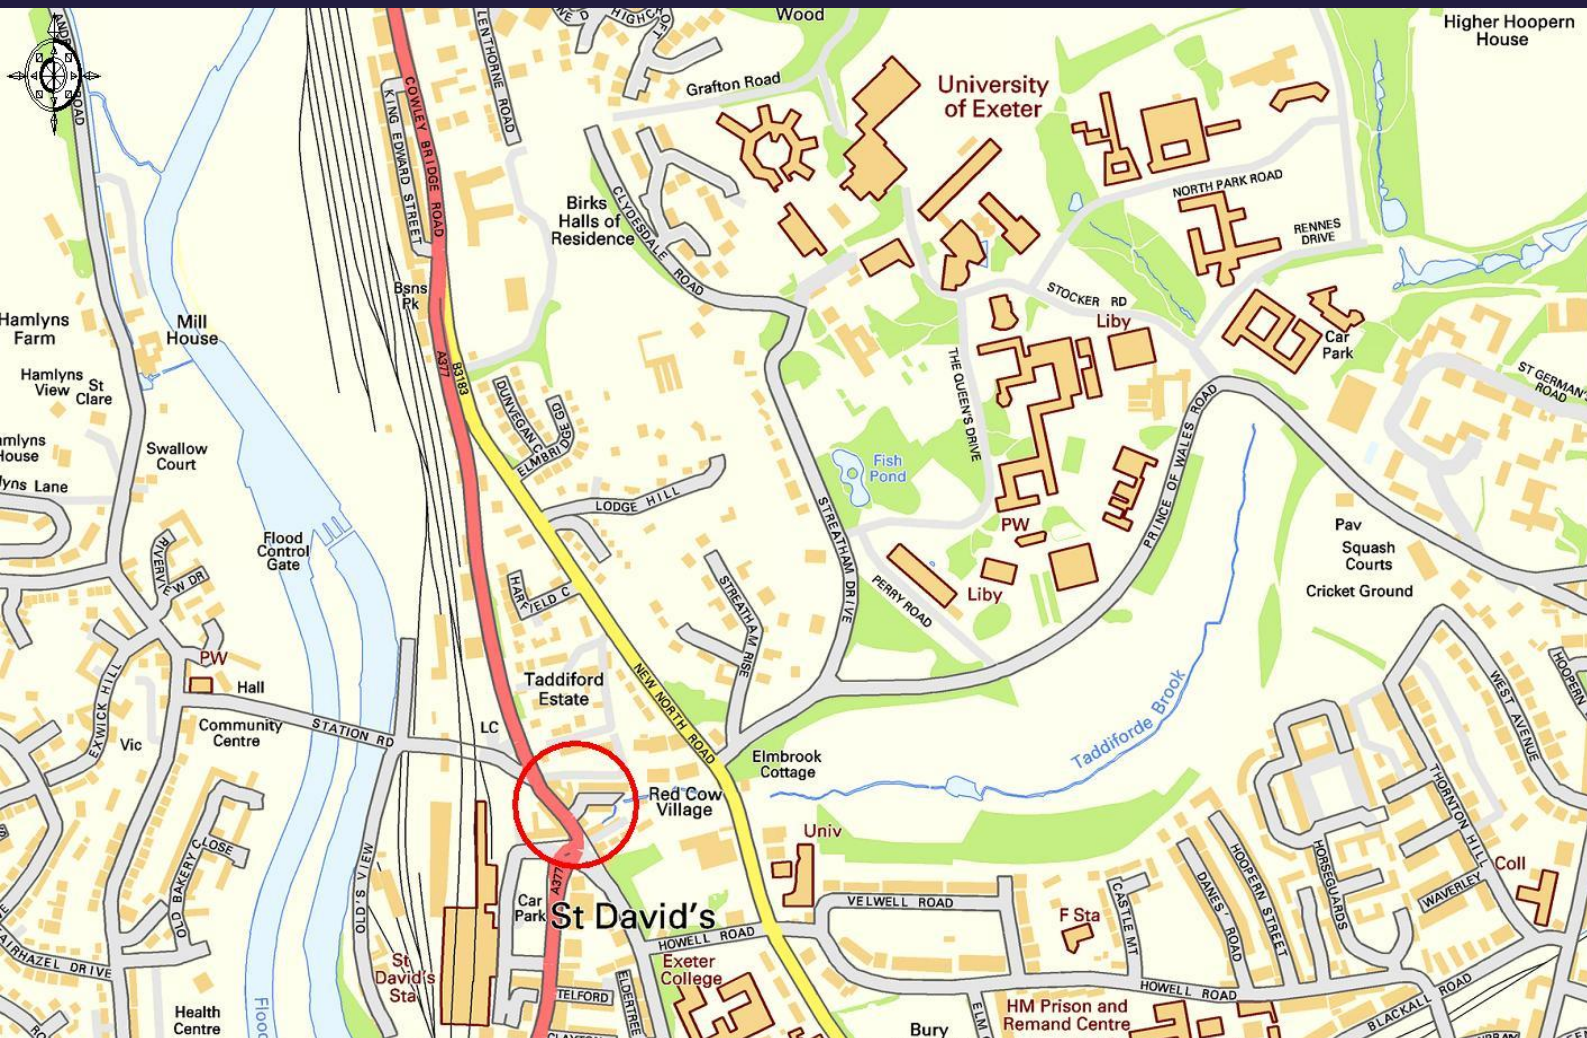 Wood
HIGHCROFT
Higher Hoopern
House
Grafton Road
University
of Exeter
COWLEY BRIDGE ROAD
KING EDWARD STREET
LENTHORNE ROAD
Birks
Halls of
Residence
CLYDESDALE ROAD
NORTH PARK ROAD
RENNES
DRIVE
Bsns
Pk
STOCKER RD
Liby
Car
Park
Hamlyns
Farm
Mill
House
A377
B3183
THE QUEEN'S DRIVE
ST GERMAN'S
ROAD
Hamlyns
View
St
Clare
DUNVEGAN C
ELMBRIDGE GD
PRINCE OF WALES ROAD
Swallow
Court
Fish
Pond
LODGE HILL
STREATHAM DRIVE
PW
Pav
Squash
Courts
Cricket Ground
Flood
Control
Gate
RIVERVIEW DR
Liby
PERRY ROAD
STREATHAM RISE
PW
Hall
Taddiford
Estate
NEW NORTH ROAD
Taddiforde Brook
WEST AVENUE
EXWICK HILL
Vic
Community
Centre
STATION RD
LC
Elmbrook
Cottage
Red Cow
Village
THORNTON HILL
Univ
OLD BAKERY CLOSE
HORSEGUARDS
HOOPERN STREET
DANES' ROAD
Coll
WAVERLEY
A377
Car
Park
St David's
VELWELL ROAD
F Sta
CASTLE MT
HOWELL ROAD
St
David's
Sta
Exeter
College
TELFORD
ELDERTREE
HOWELL ROAD
BLACKALL ROAD
Health
Centre
Flood
HM Prison and
Remand Centre
Bury